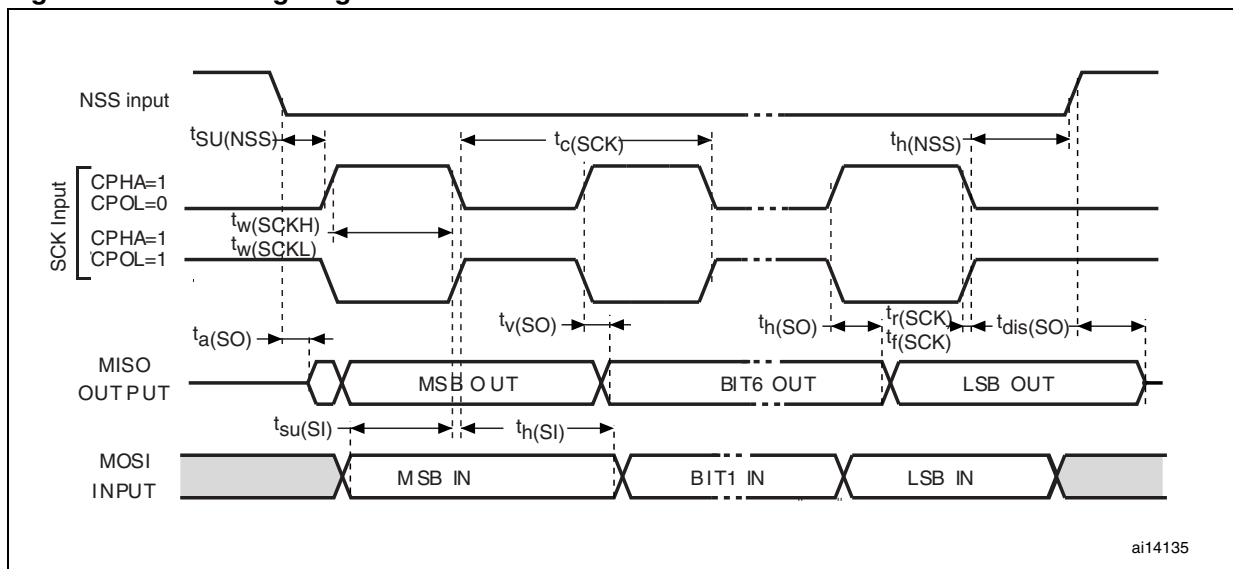 NSS input
tSU(NSS)
tc(SCK)
th(NSS)
SCK Input
CPHA=1
CPOL=0
tw(SCKH)
tw(SCKL)
CPHA=1
CPOL=1
ta(SO)
tv(SO)
th(SO)
tr(SCK)
tf(SCK)
tdis(SO)
MISO
OUTPUT
MSB OUT
BIT6 OUT
LSB OUT
tsu(SI)
th(SI)
MOSI
INPUT
MSB IN
BIT1 IN
LSB IN
ai14135